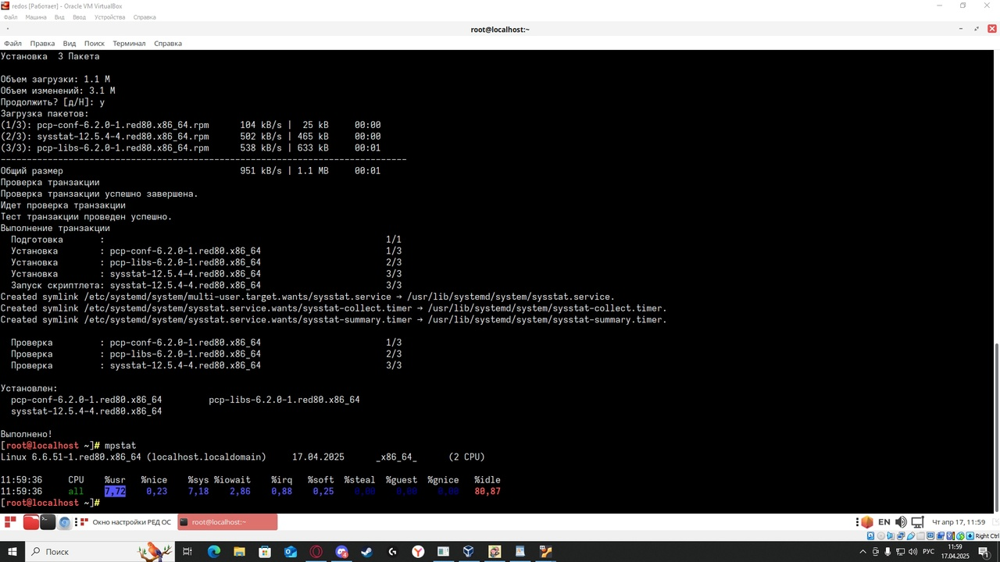 redos [Работает] - Oracle VM VirtualBox
Файл Машина Вид Ввод Устройства Справка
root@localhost:~
Файл Правка Вид Поиск Терминал Справка
Установка  3 Пакета
Объем загрузки: 1.1 M
Объем изменений: 3.1 M
Продолжить? [д/Н]: y
Загрузка пакетов:
(1/3): pcp-conf-6.2.0-1.red80.x86_64.rpm      104 kB/s |  25 kB     00:00
(2/3): sysstat-12.5.4-4.red80.x86_64.rpm      502 kB/s | 465 kB     00:00
(3/3): pcp-libs-6.2.0-1.red80.x86_64.rpm      538 kB/s | 633 kB     00:01
--------------------------------------------------------------------------------
Общий размер                                  951 kB/s | 1.1 MB     00:01
Проверка транзакции
Проверка транзакции успешно завершена.
Идет проверка транзакции
Тест транзакции проведен успешно.
Выполнение транзакции
  Подготовка       :                                                      1/1
  Установка        : pcp-conf-6.2.0-1.red80.x86_64                        1/3
  Установка        : pcp-libs-6.2.0-1.red80.x86_64                        2/3
  Установка        : sysstat-12.5.4-4.red80.x86_64                        3/3
  Запуск скриптлета: sysstat-12.5.4-4.red80.x86_64                        3/3
Created symlink /etc/systemd/system/multi-user.target.wants/sysstat.service → /usr/lib/systemd/system/sysstat.service.
Created symlink /etc/systemd/system/sysstat.service.wants/sysstat-collect.timer → /usr/lib/systemd/system/sysstat-collect.timer.
Created symlink /etc/systemd/system/sysstat.service.wants/sysstat-summary.timer → /usr/lib/systemd/system/sysstat-summary.timer.
  Проверка         : pcp-conf-6.2.0-1.red80.x86_64                        1/3
  Проверка         : pcp-libs-6.2.0-1.red80.x86_64                        2/3
  Проверка         : sysstat-12.5.4-4.red80.x86_64                        3/3
Установлен:
  pcp-conf-6.2.0-1.red80.x86_64         pcp-libs-6.2.0-1.red80.x86_64
  sysstat-12.5.4-4.red80.x86_64
Выполнено!
[root@localhost ~]# mpstat
Linux 6.6.51-1.red80.x86_64 (localhost.localdomain)     17.04.2025      _x86_64_      (2 CPU)
11:59:36     CPU    %usr   %nice    %sys %iowait    %irq   %soft  %steal  %guest  %gnice   %idle
11:59:36     all    7,72    0,23    7,18    2,86    0,88    0,25    0,00    0,00    0,00   80,87
[root@localhost ~]#
Окно настройки РЕД ОС root@localhost:~ EN Чт апр 17, 11:59
Right Ctrl
Поиск РУС 11:59
17.04.2025